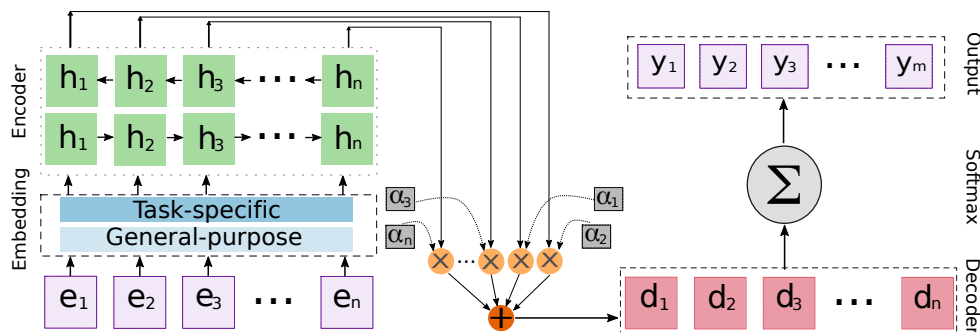 Encoder
h1 h2 h3 ... hn
h1 h2 h3 ... hn
Embedding
Task-specific
General-purpose
e1 e2 e3 ... en
α3 α1
αn α2
× ... × × ×
+
Output
y1 y2 y3 ... ym
Softmax
Σ
Decoder
d1 d2 d3 ... dn